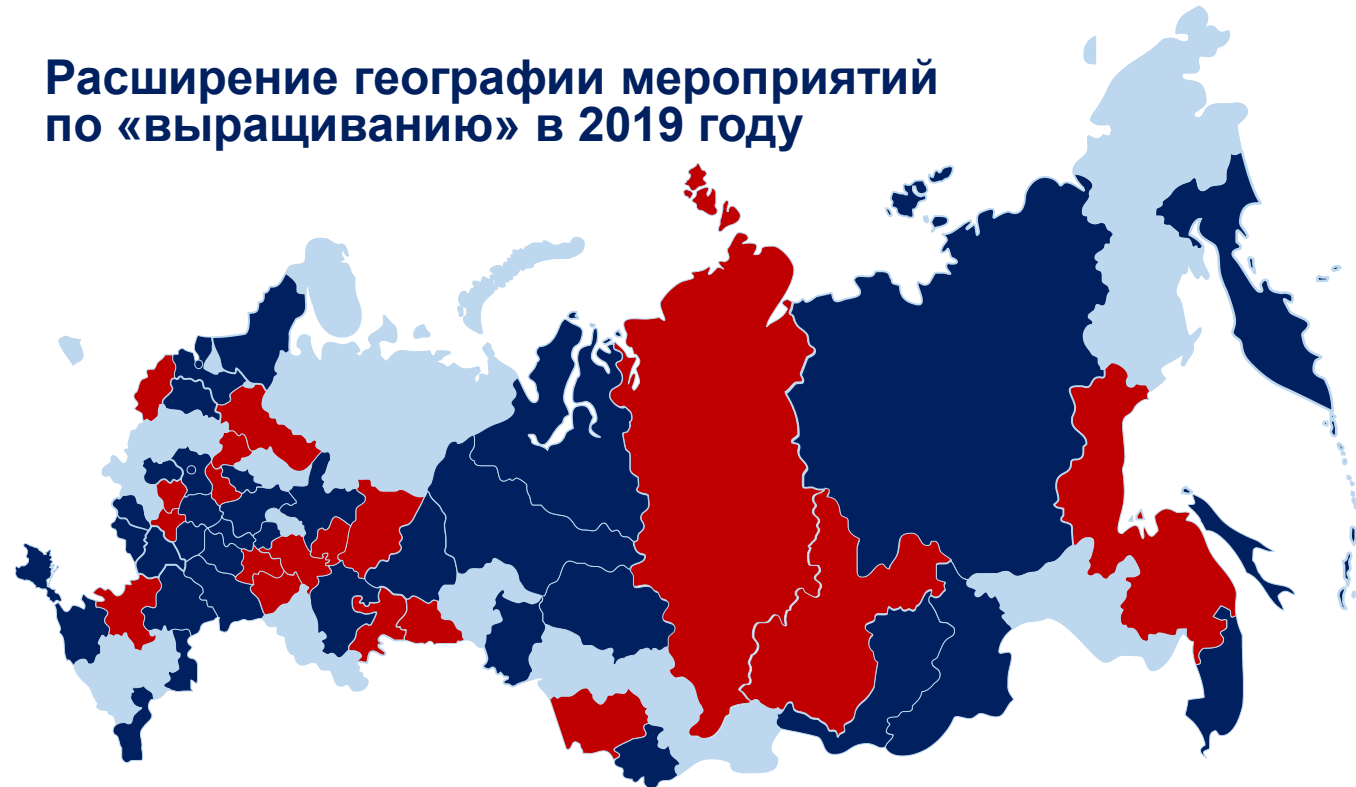 Расширение географии мероприятий
по «выращиванию» в 2019 году